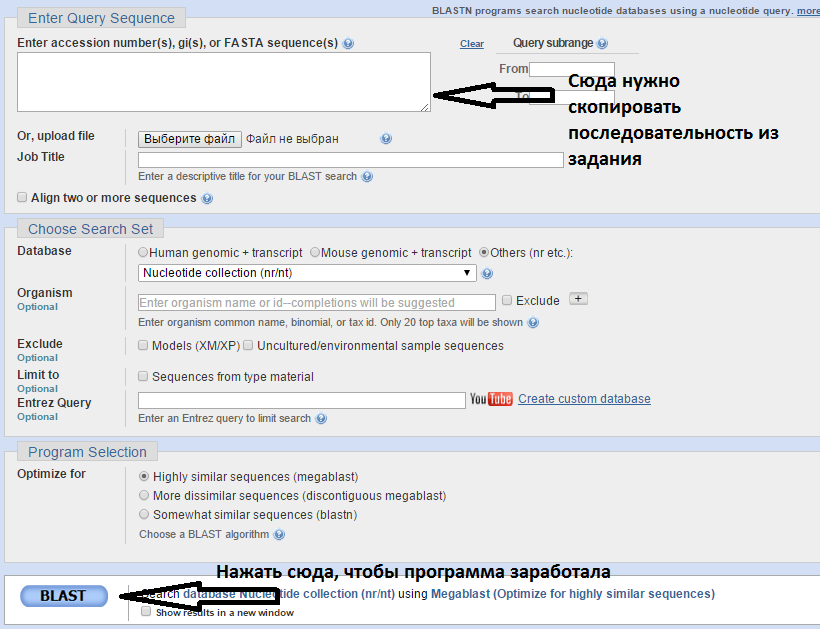 BLASTN programs search nucleotide databases using a nucleotide query. more
Enter Query Sequence
Enter accession number(s), gi(s), or FASTA sequence(s)
Clear
Query subrange
From
To
Сюда нужно
скопировать
последовательность из
задания
Or, upload file
Выберите файл Файл не выбран
Job Title
Enter a descriptive title for your BLAST search
Align two or more sequences
Choose Search Set
Database
Human genomic + transcript Mouse genomic + transcript Others (nr etc.):
Nucleotide collection (nr/nt)
Organism
Optional
Enter organism name or id--completions will be suggested
Exclude +
Enter organism common name, binomial, or tax id. Only 20 top taxa will be shown
Exclude
Optional
Models (XM/XP) Uncultured/environmental sample sequences
Limit to
Optional
Sequences from type material
Entrez Query
Optional
You Tube Create custom database
Enter an Entrez query to limit search
Program Selection
Optimize for
Highly similar sequences (megablast)
More dissimilar sequences (discontiguous megablast)
Somewhat similar sequences (blastn)
Choose a BLAST algorithm
Нажать сюда, чтобы программа заработала
BLAST
Search database Nucleotide collection (nr/nt) using Megablast (Optimize for highly similar sequences)
Show results in a new window